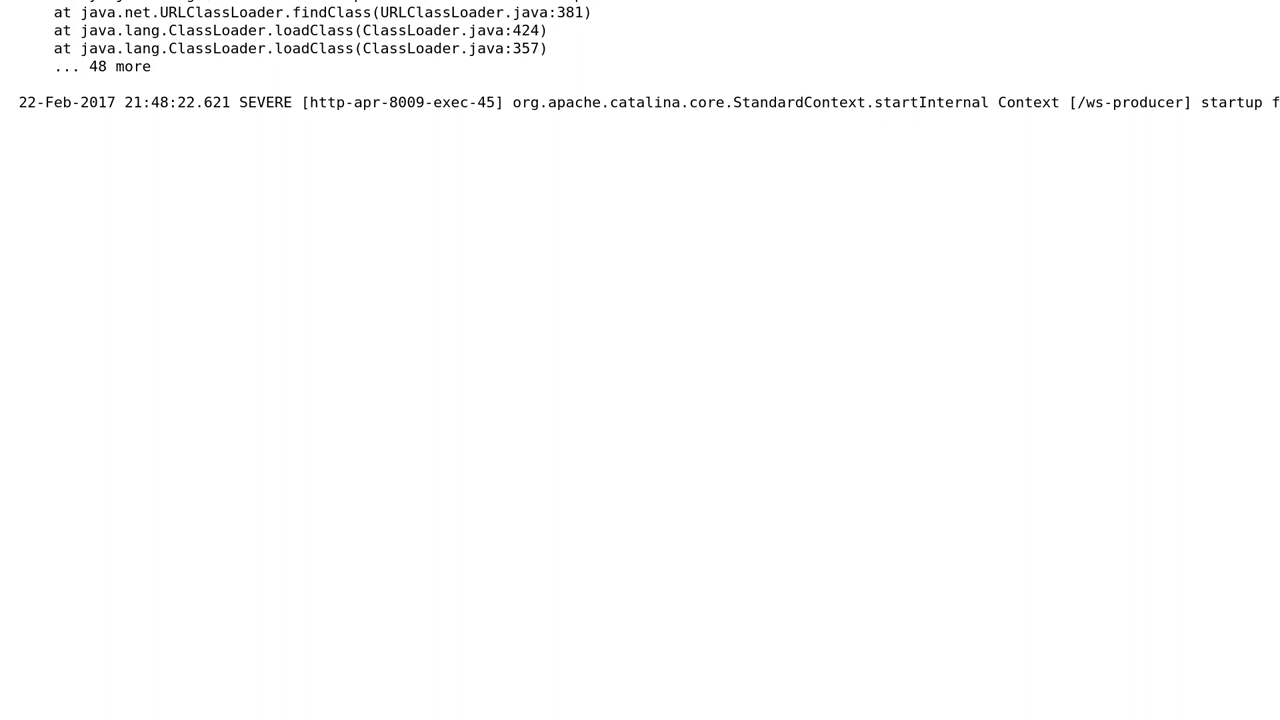 at java.net.URLClassLoader.findClass(URLClassLoader.java:381)
at java.lang.ClassLoader.loadClass(ClassLoader.java:424)
at java.lang.ClassLoader.loadClass(ClassLoader.java:357)
... 48 more
22-Feb-2017 21:48:22.621 SEVERE [http-apr-8009-exec-45] org.apache.catalina.core.StandardContext.startInternal Context [/ws-producer] startup f